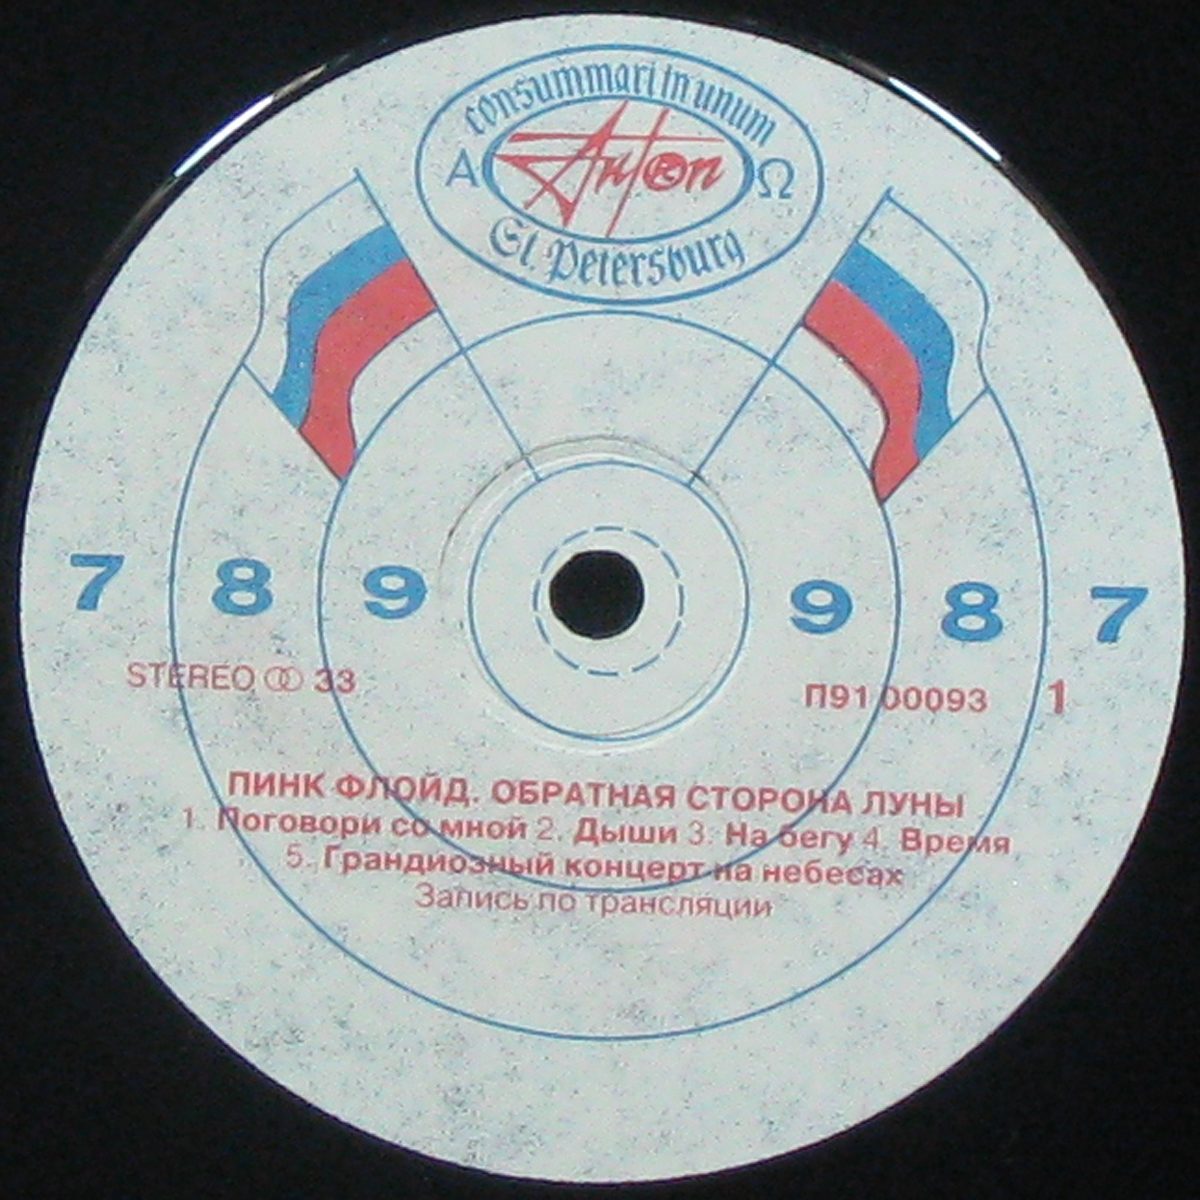 consummari in unum
Α Anton Ω
St. Petersburg
7 8 9 9 8 7
STEREO 33
П91 00093 1
ПИНК ФЛОЙД. ОБРАТНАЯ СТОРОНА ЛУНЫ
1. Поговори со мной 2. Дыши 3. На бегу 4. Время
5. Грандиозный концерт на небесах
Запись по трансляции